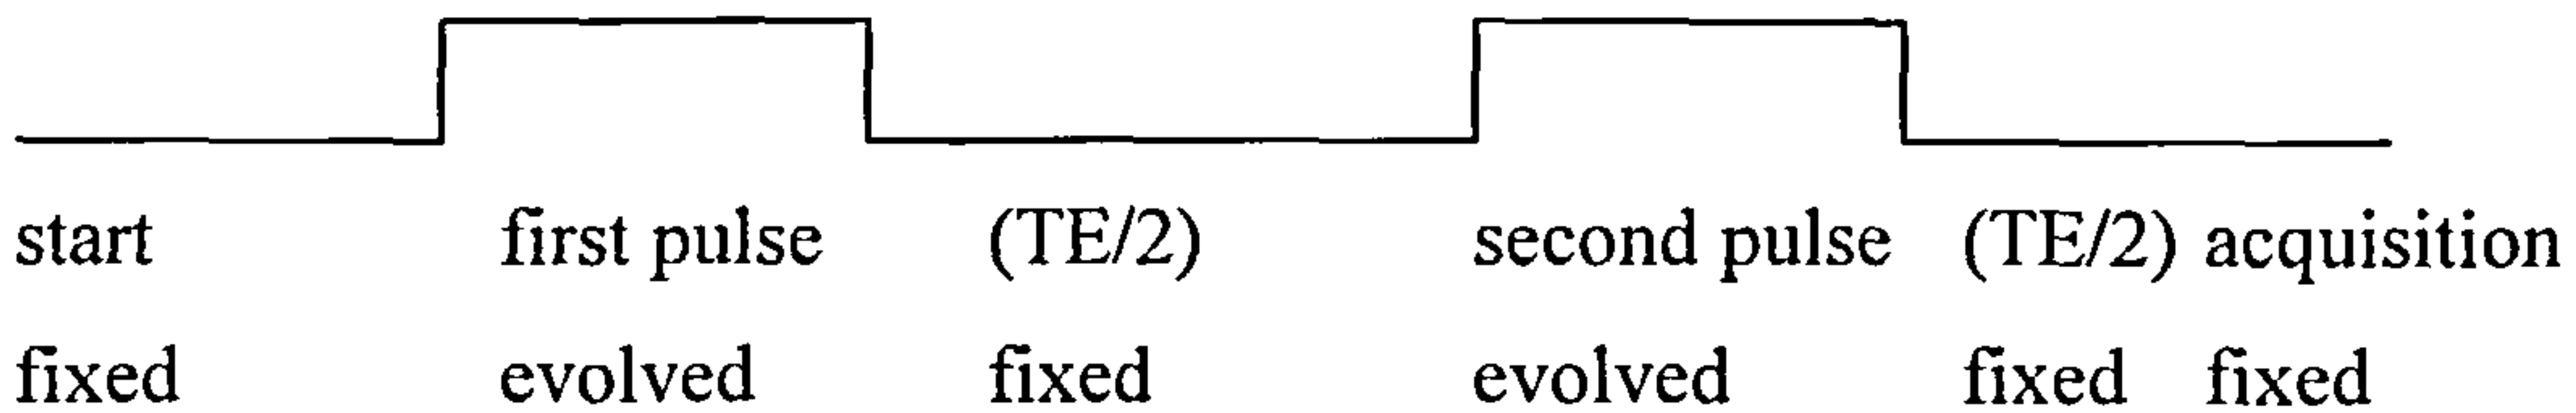 start first pulse (TE/2) second pulse (TE/2) acquisition
fixed evolved fixed evolved fixed fixed